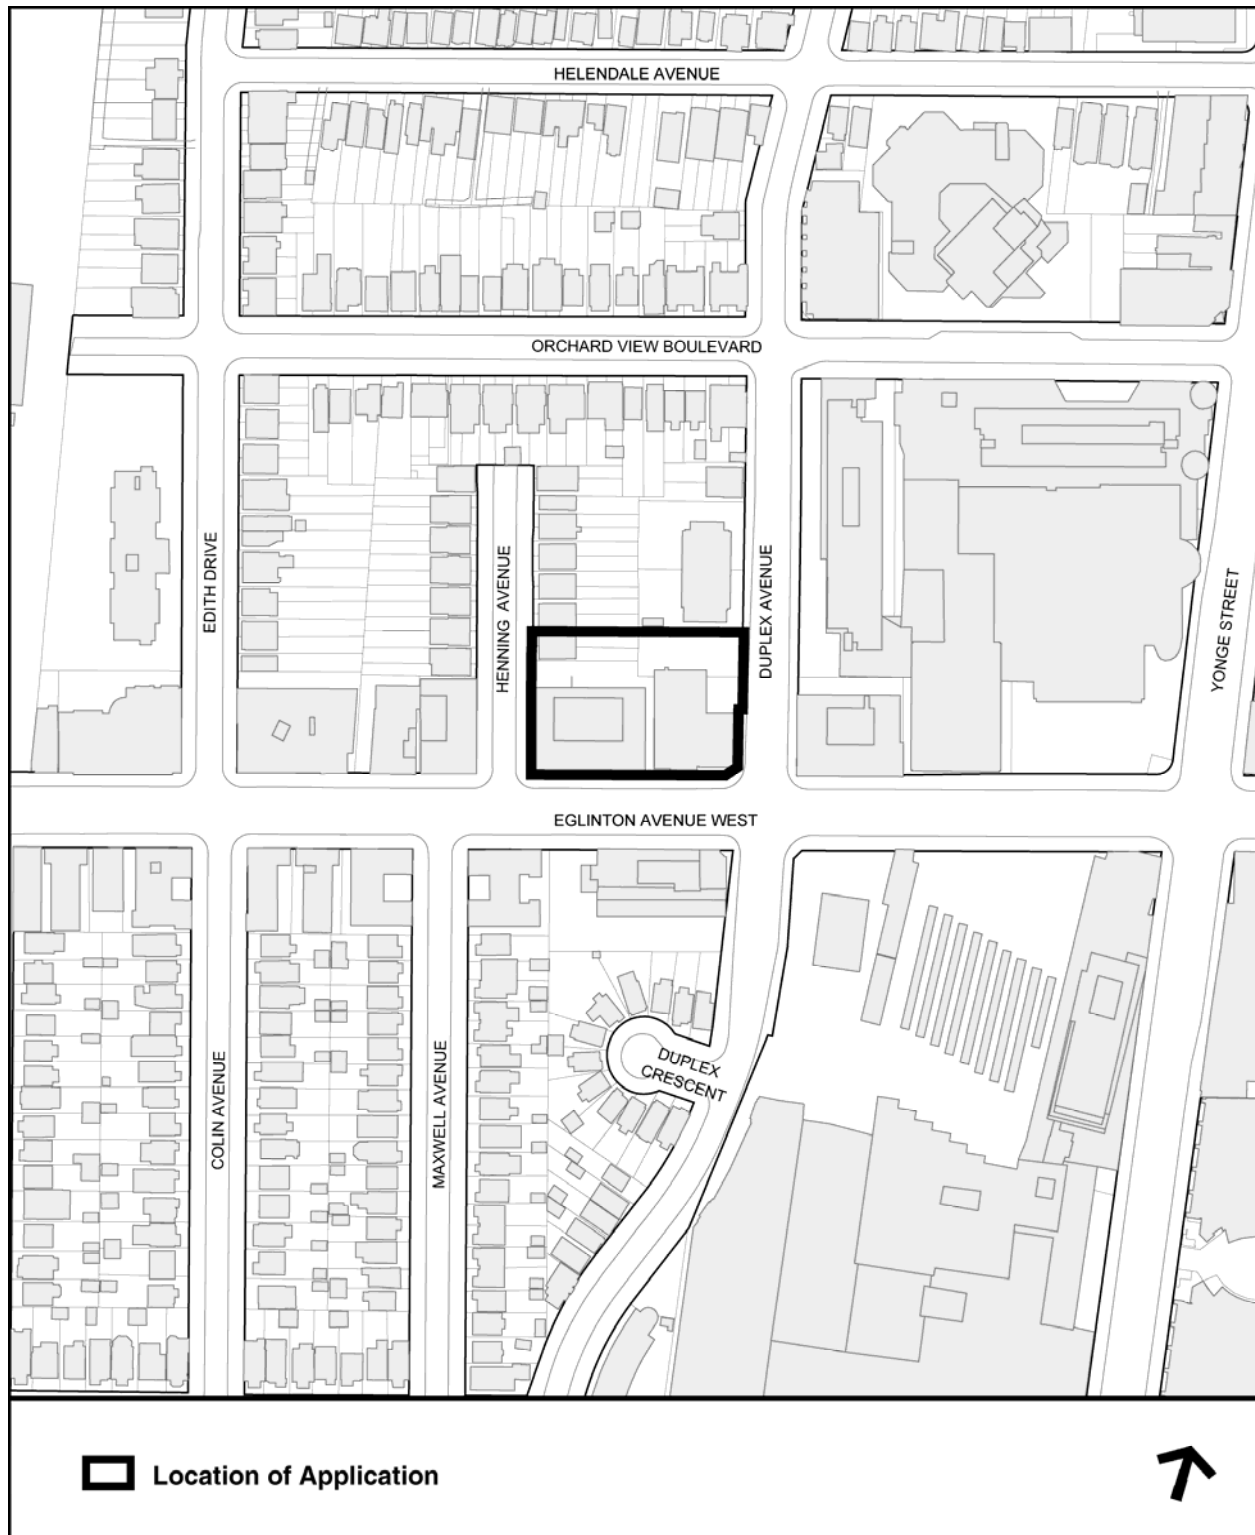 HELENDALE AVENUE
ORCHARD VIEW BOULEVARD
EDITH DRIVE
HENNING AVENUE
DUPLEX AVENUE
YONGE STREET
EGLINTON AVENUE WEST
COLIN AVENUE
MAXWELL AVENUE
DUPLEX
CRESCENT
Location of Application